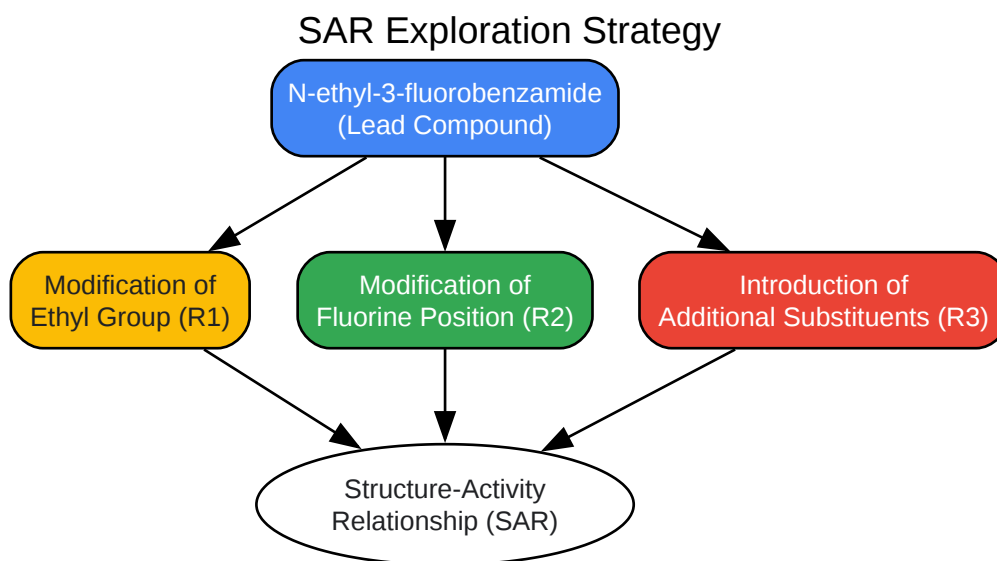 SAR Exploration Strategy
N-ethyl-3-fluorobenzamide
(Lead Compound)
Modification of
Ethyl Group (R1)
Modification of
Fluorine Position (R2)
Introduction of
Additional Substituents (R3)
Structure-Activity
Relationship (SAR)